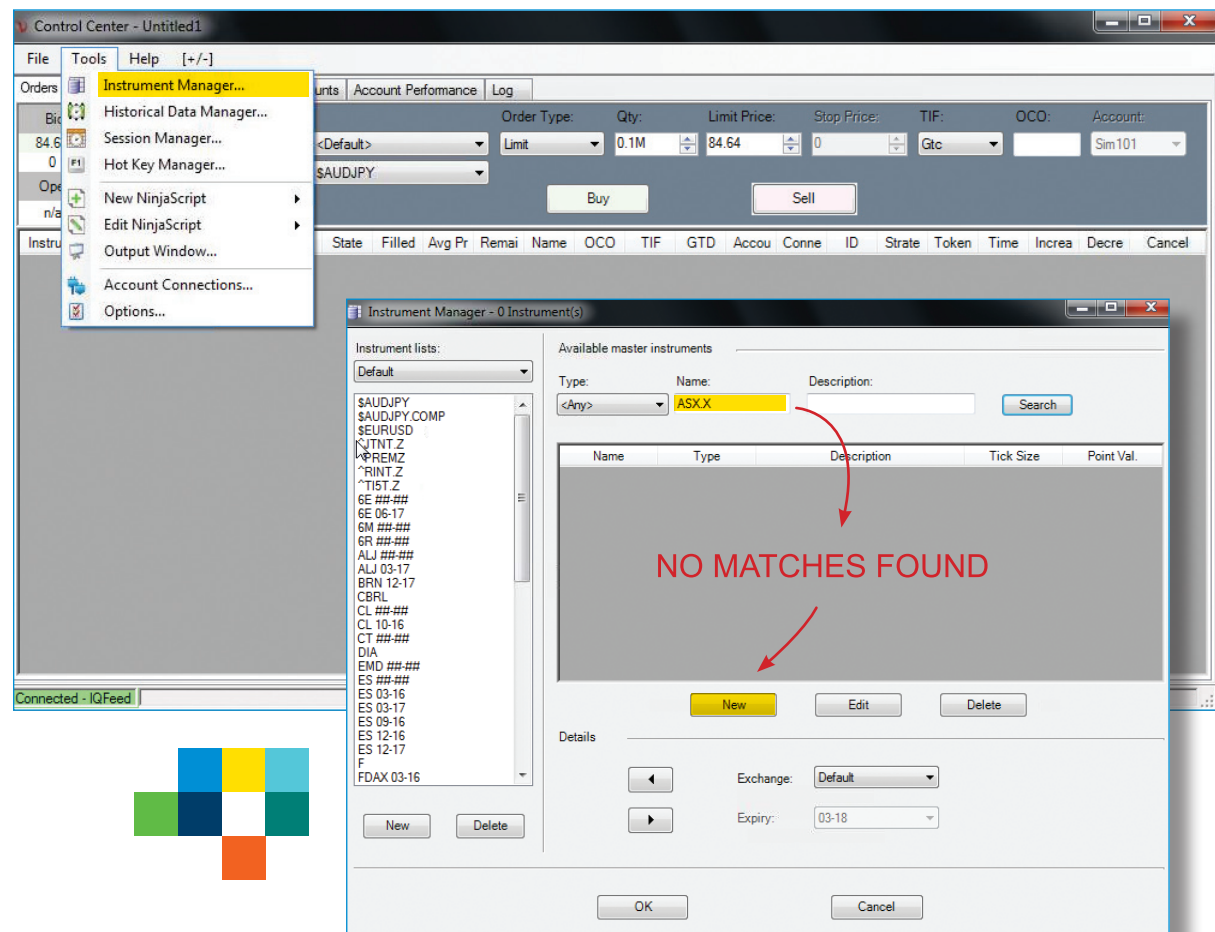 Control Center - Untitled1
File Tools Help [+/-]
Orders
Instrument Manager...
Historical Data Manager...
Session Manager...
F1 Hot Key Manager...
New NinjaScript
Edit NinjaScript
Output Window...
Account Connections...
Options...
Account Performance Log
84.6
0
n/a
Order Type: Qty: Limit Price: Stop Price: TIF: OCO: Account:
<Default> Limit 0.1M 84.64 0 Gtc Sim101
$AUDJPY
Buy Sell
State Filled Avg Pr Remai Name OCO TIF GTD Accou Conne ID Strate Token Time Increa Decre Cancel
Instrument Manager - 0 Instrument(s)
Instrument lists:
Default
$AUDJPY
$AUDJPY.COMP
$EURUSD
^RINT.Z
^TI5T.Z
6E ##-##
6E 06-17
6M ##-##
6R ##-##
ALJ ##-##
ALJ 03-17
BRN 12-17
CBRL
CL ##-##
CL 10-16
CT ##-##
DIA
EMD ##-##
ES ##-##
ES 03-16
ES 03-17
ES 09-16
ES 12-16
ES 12-17
F
FDAX 03-16
New Delete
Available master instruments
Type: Name: Description:
<Any> ASX.X Search
Name Type Description Tick Size Point Val.
NO MATCHES FOUND
New Edit Delete
Details
Exchange: Default
Expiry: 03-18
OK Cancel
Connected - IQFeed